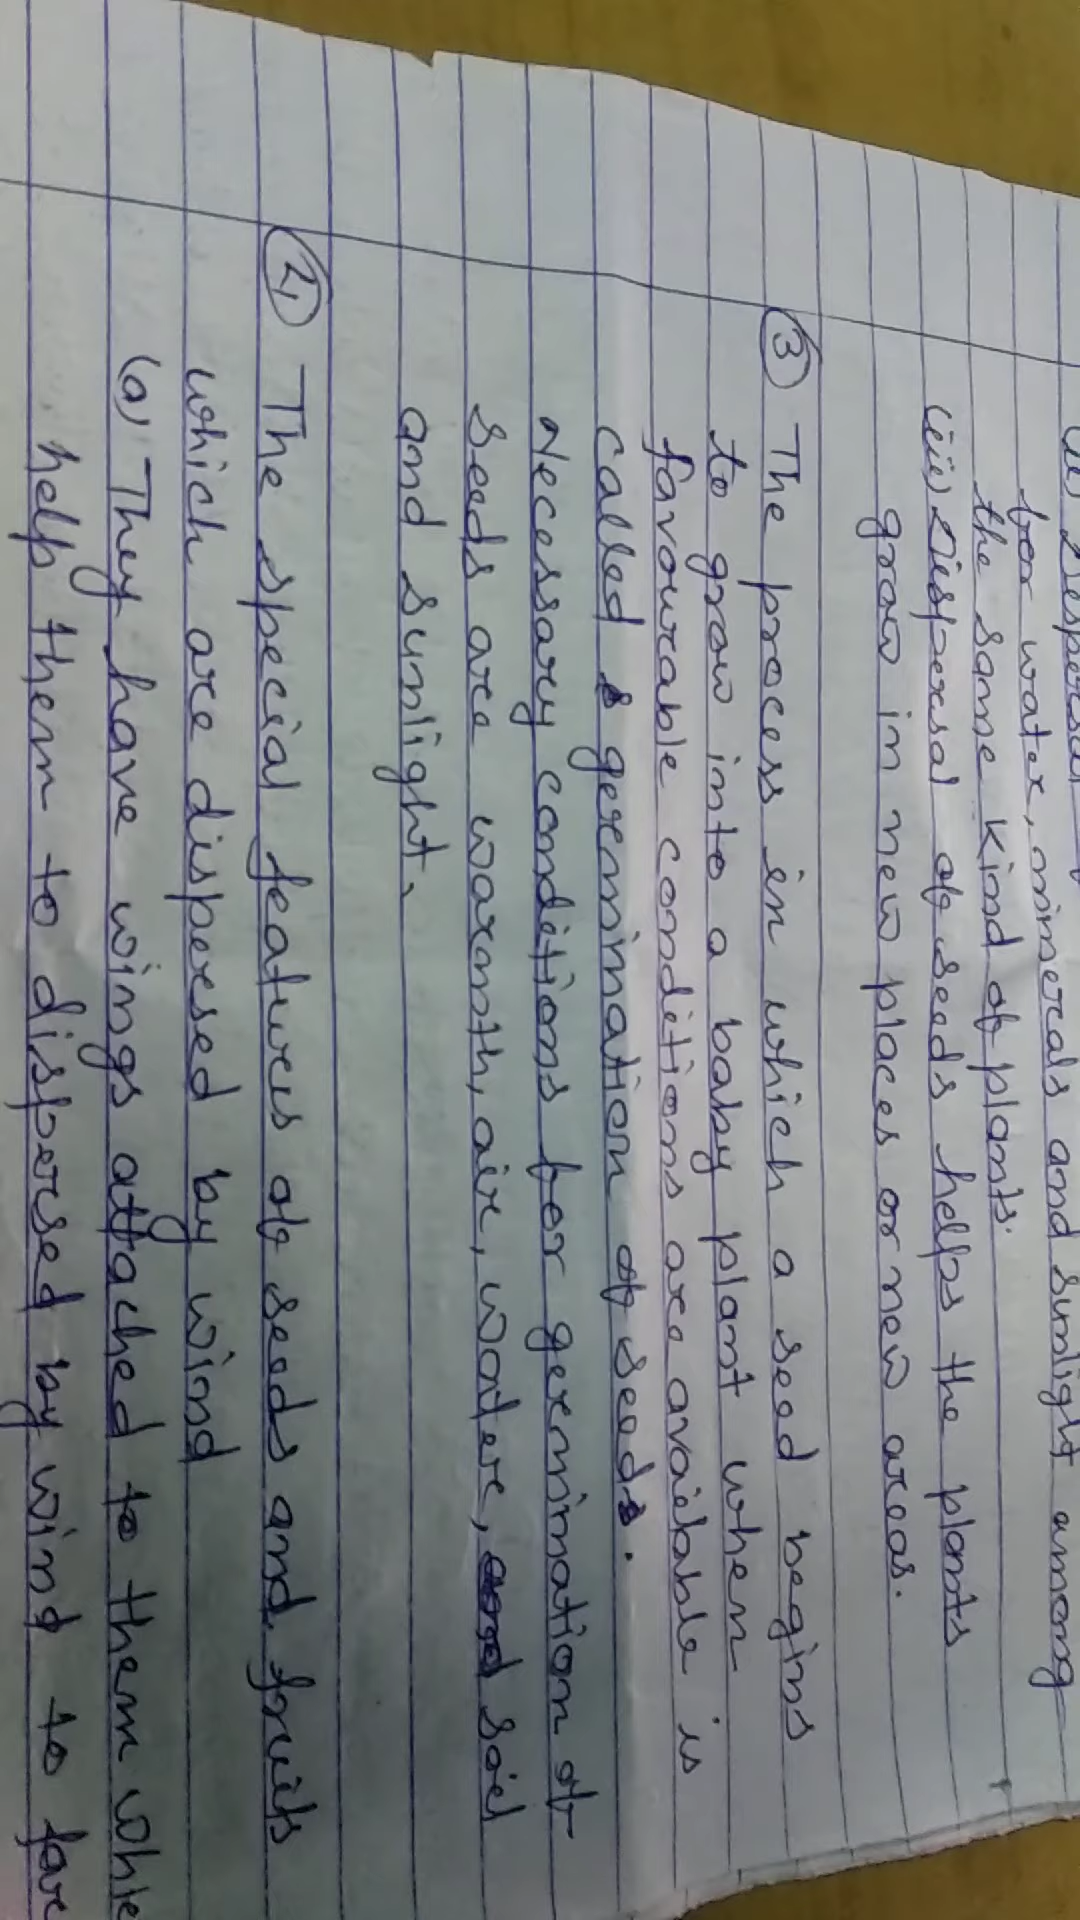 for water, minerals and sunlight among
the same kind of plants.
(iii) Dispersal of seeds helps the plants
grow in new places or new areas.
③ The process in which a seed begins
to grow into a baby plant when
favourable conditions are available is
called germination of seeds.
Necessary conditions for germination of
seeds are warmth, air, water, soil
and sunlight.
②, The special features of seeds and fruits
which are dispersed by wind
(a) They have wings attached to them
help them to dispersed by wind to